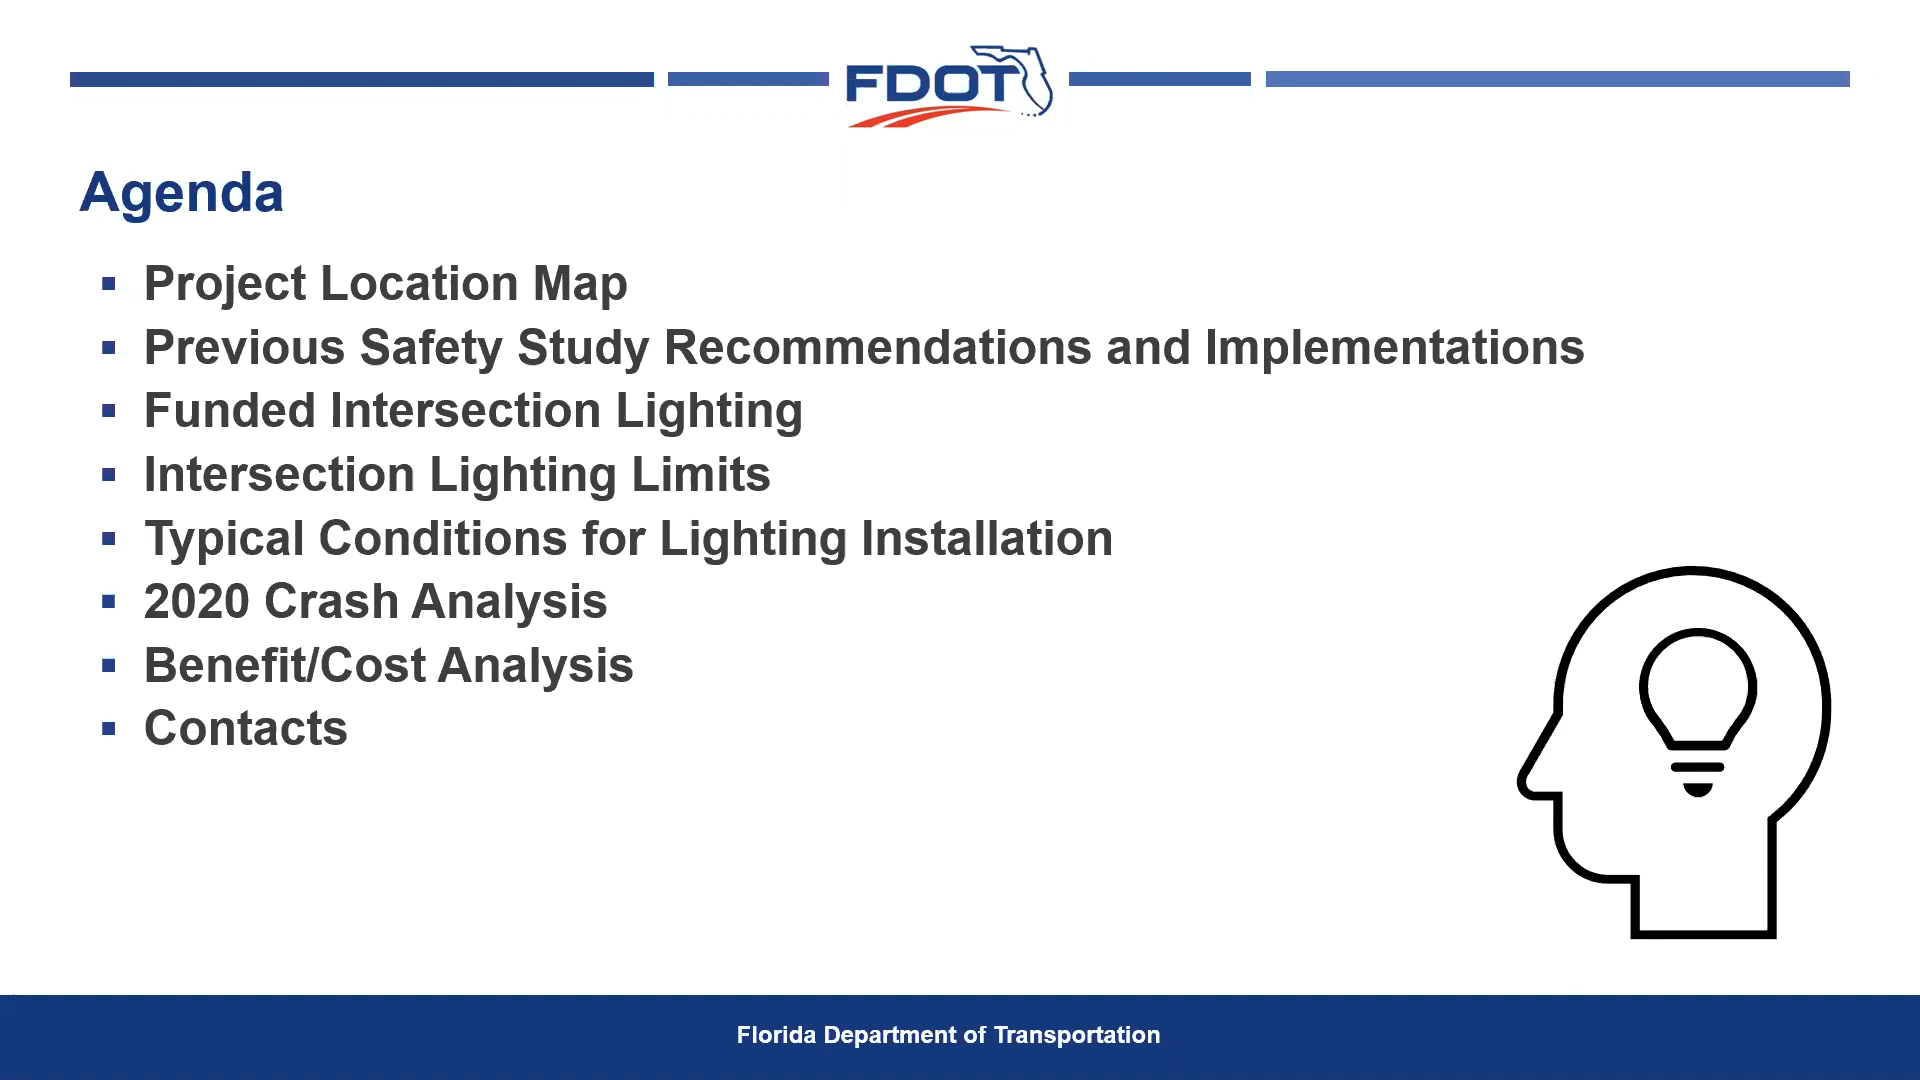 FDOT
Agenda
▪ Project Location Map
▪ Previous Safety Study Recommendations and Implementations
▪ Funded Intersection Lighting
▪ Intersection Lighting Limits
▪ Typical Conditions for Lighting Installation
▪ 2020 Crash Analysis
▪ Benefit/Cost Analysis
▪ Contacts
Florida Department of Transportation